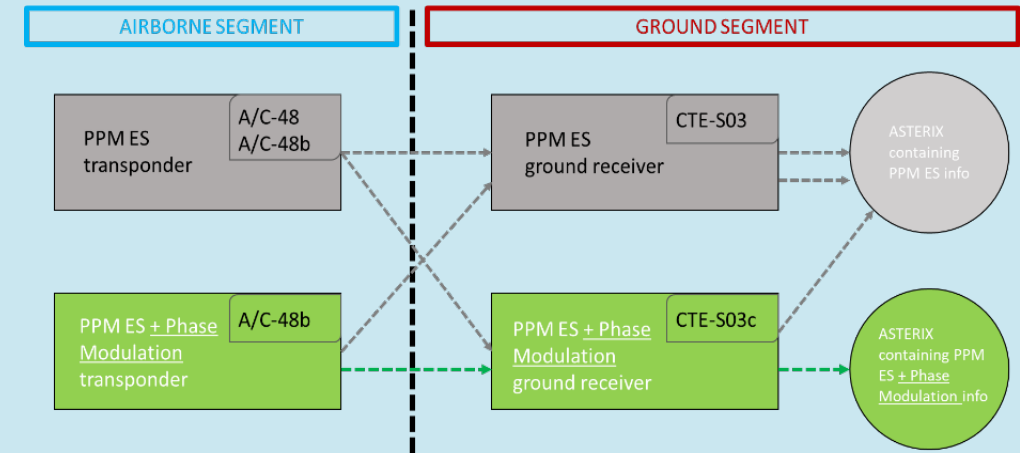 AIRBORNE SEGMENT
GROUND SEGMENT
PPM ES
transponder
A/C-48
A/C-48b
PPM ES
ground receiver
CTE-S03
ASTERIX
containing
PPM ES info
PPM ES + Phase
Modulation
transponder
A/C-48b
PPM ES + Phase
Modulation
ground receiver
CTE-S03c
ASTERIX
containing PPM
ES + Phase
Modulation info